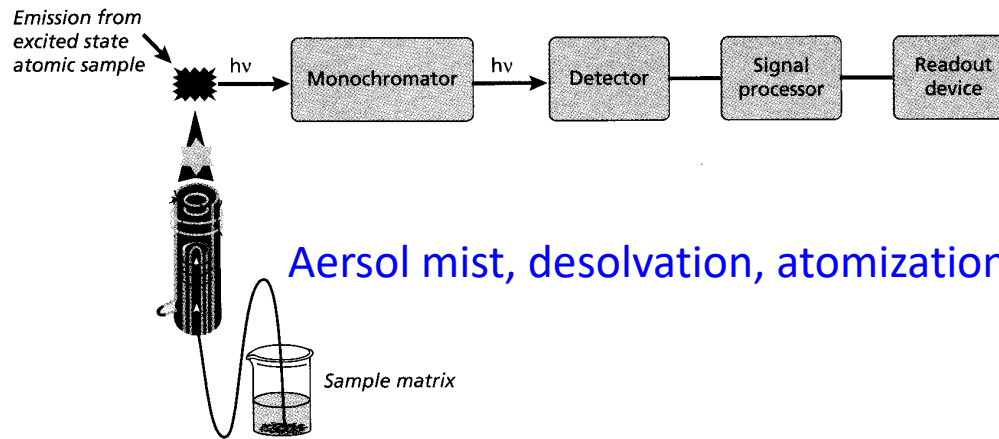 Emission from
excited state
atomic sample
hν
Monochromator
hν
Detector
Signal
processor
Readout
device
Aersol mist, desolvation, atomization
Sample matrix